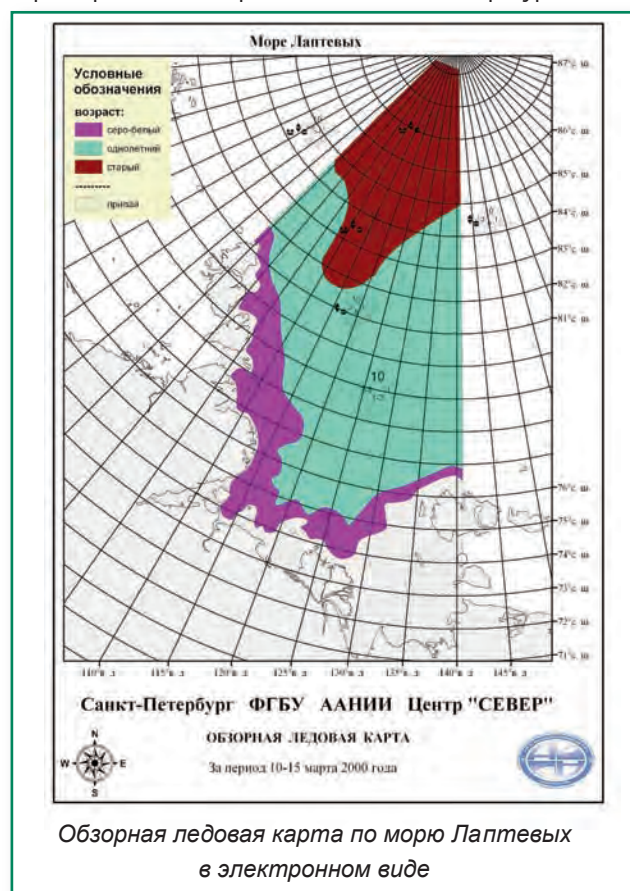 Море Лаптевых
Условные
обозначения
возраст:
серо-белый
однолетний
старый
припай
87°с. ш.
86°с. ш.
85°с. ш.
84°с. ш.
83°с. ш.
82°с. ш.
81°с. ш.
10
76°с. ш.
75°с. ш.
74°с. ш.
73°с. ш.
72°с. ш.
71°с. ш.
110°в. д. 115°в. д. 120°в. д. 125°в. д. 130°в. д. 135°в. д. 140°в. д. 145°в. д.
Санкт-Петербург ФГБУ ААНИИ Центр "СЕВЕР"
N
W E
S
ОБЗОРНАЯ ЛЕДОВАЯ КАРТА
За период 10-15 марта 2000 года
Обзорная ледовая карта по морю Лаптевых
в электронном виде